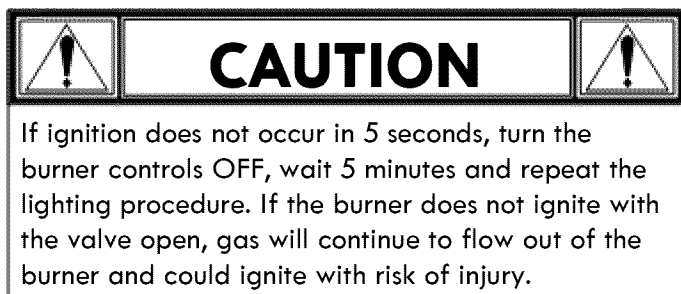 CAUTION
If ignition does not occur in 5 seconds, turn the
burner controls OFF, wait 5 minutes and repeat the
lighting procedure. If the burner does not ignite with
the valve open, gas will continue to flow out of the
burner and could ignite with risk of injury.